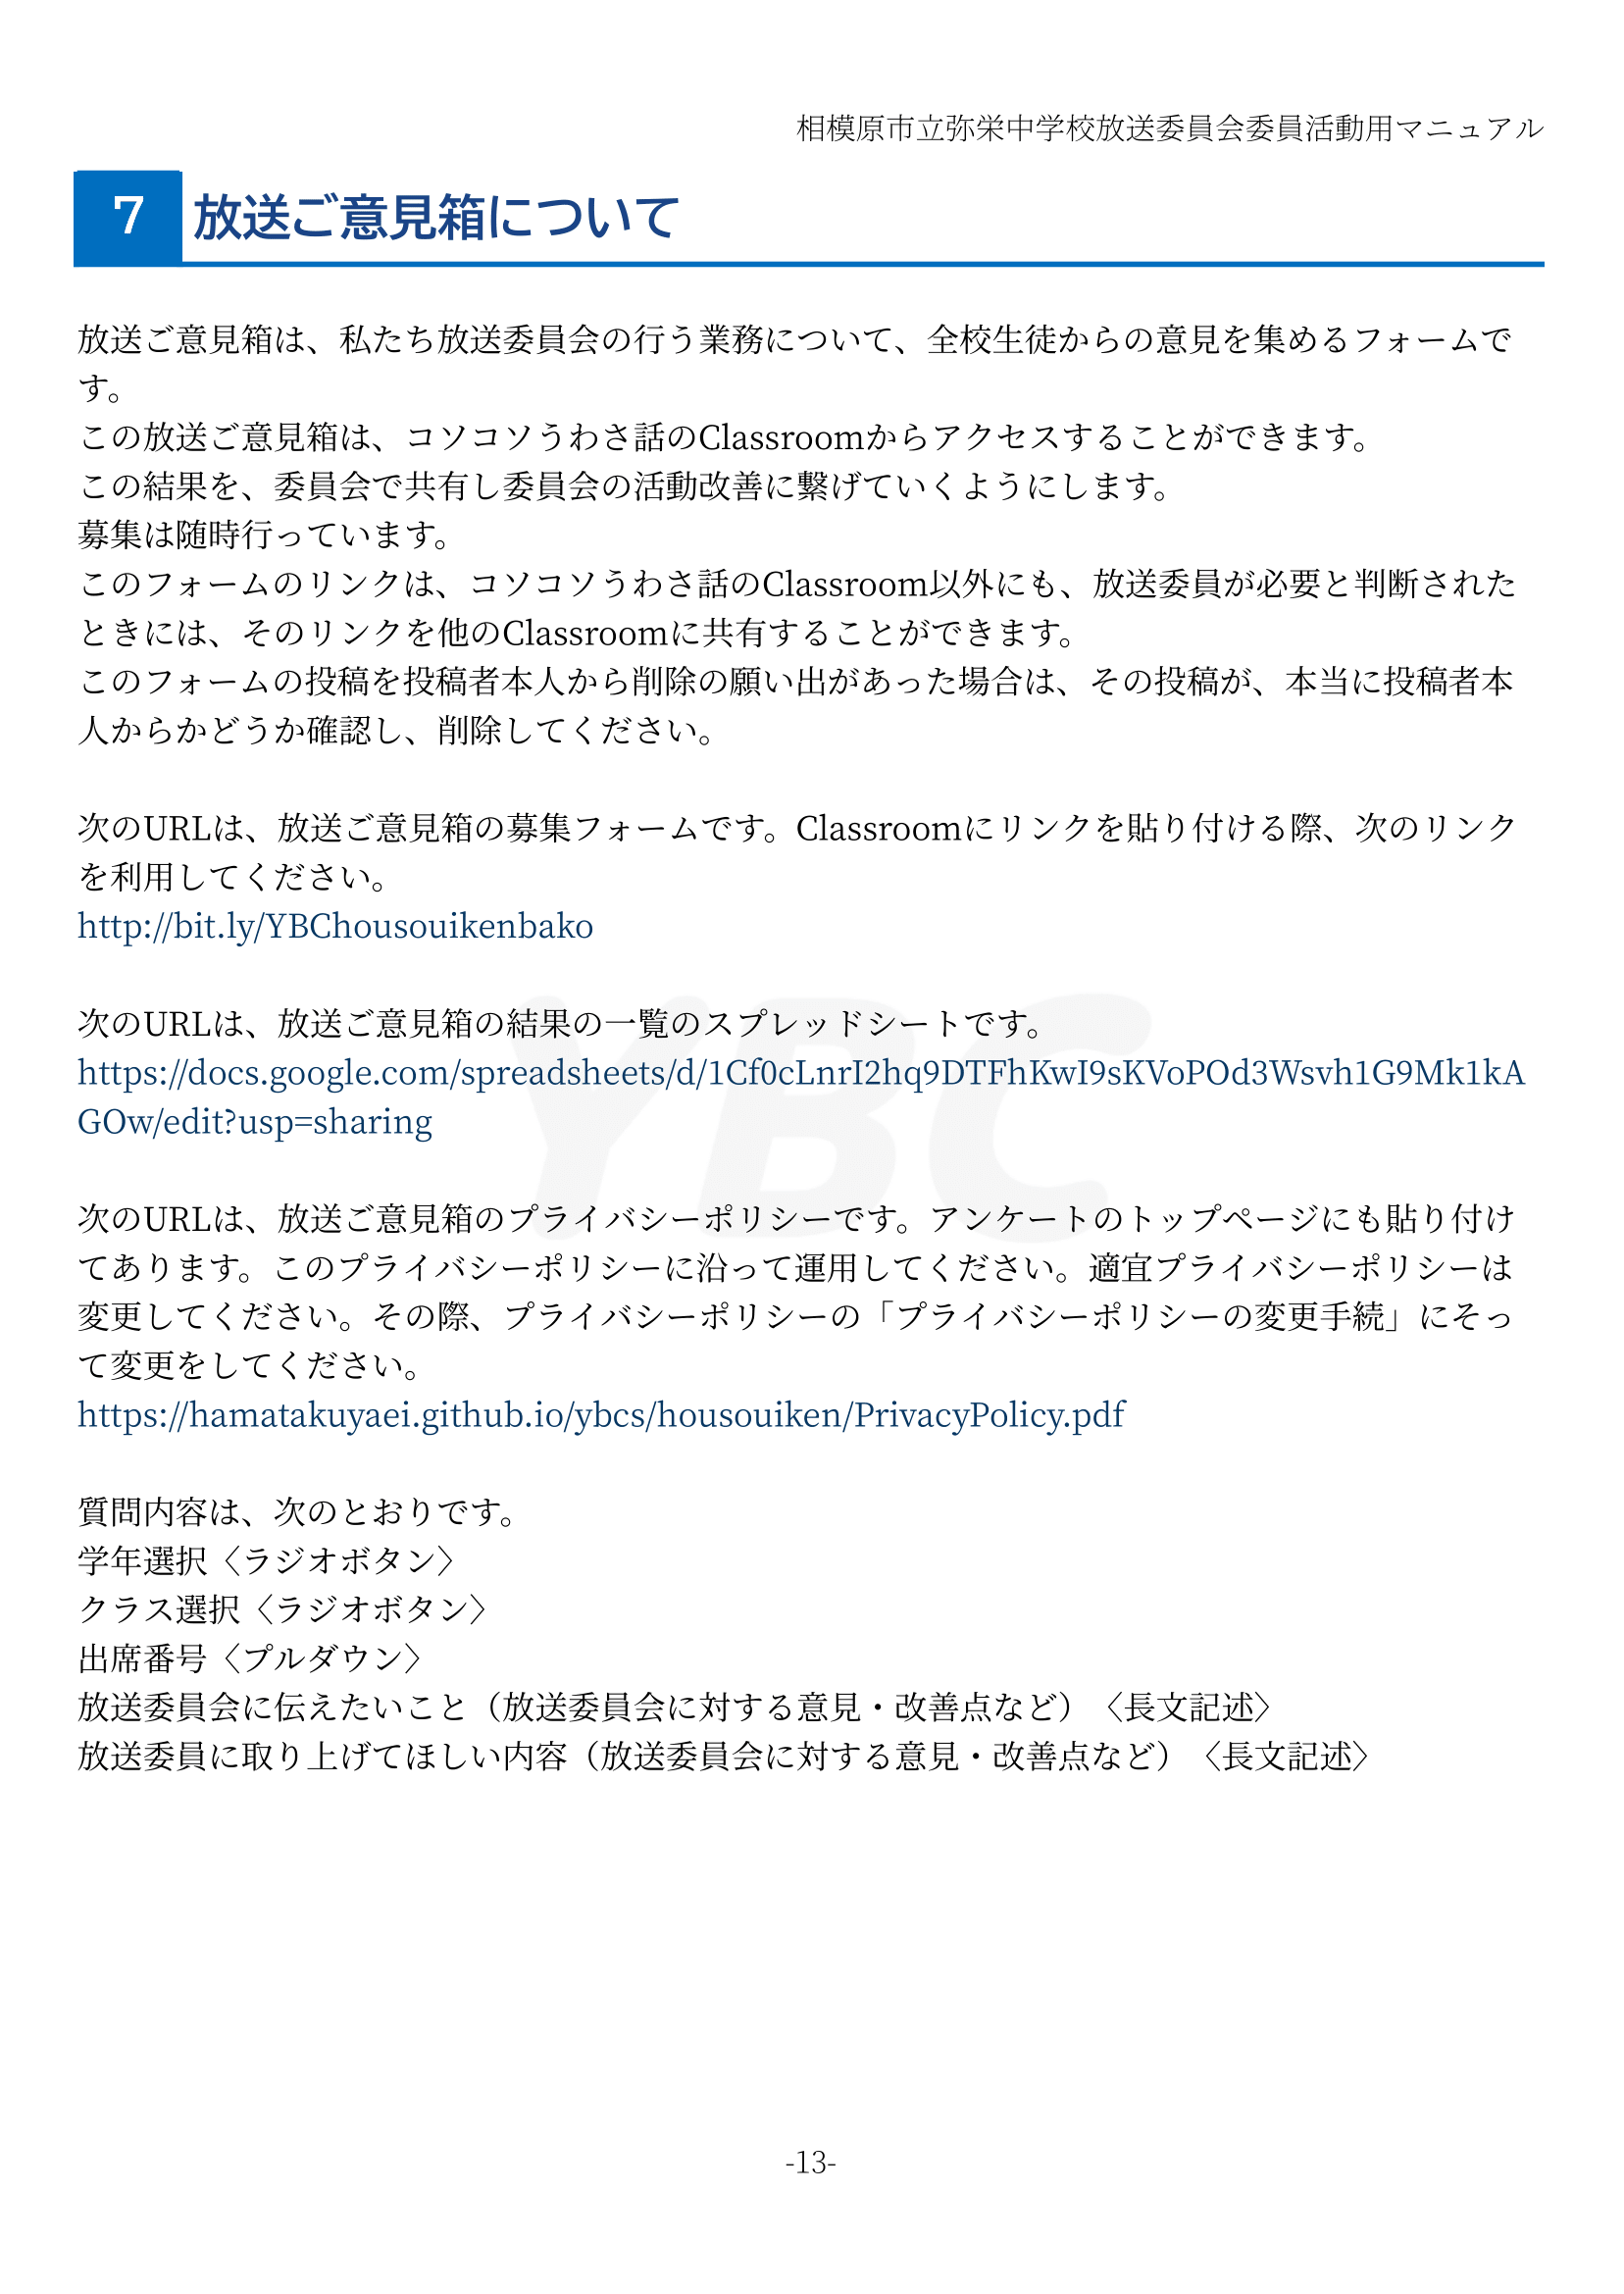 相模原市立弥栄中学校放送委員会委員活動用マニュアル
7 放送ご意見箱について
放送ご意見箱は、私たち放送委員会の行う業務について、全校生徒からの意見を集めるフォームで
す。
この放送ご意見箱は、コソコソうわさ話のClassroomからアクセスすることができます。
この結果を、委員会で共有し委員会の活動改善に繋げていくようにします。
募集は随時行っています。
このフォームのリンクは、コソコソうわさ話のClassroom以外にも、放送委員が必要と判断された
ときには、そのリンクを他のClassroomに共有することができます。
このフォームの投稿を投稿者本人から削除の願い出があった場合は、その投稿が、本当に投稿者本
人からかどうか確認し、削除してください。
次のURLは、放送ご意見箱の募集フォームです。Classroomにリンクを貼り付ける際、次のリンク
を利用してください。
http://bit.ly/YBChousouikenbako
次のURLは、放送ご意見箱の結果の一覧のスプレッドシートです。
https://docs.google.com/spreadsheets/d/1Cf0cLnrI2hq9DTFhKwI9sKVoPOd3Wsvh1G9Mk1kA
GOw/edit?usp=sharing
YBC
次のURLは、放送ご意見箱のプライバシーポリシーです。アンケートのトップページにも貼り付け
てあります。このプライバシーポリシーに沿って運用してください。適宜プライバシーポリシーは
変更してください。その際、プライバシーポリシーの「プライバシーポリシーの変更手続」にそっ
て変更をしてください。
https://hamatakuyaei.github.io/ybcs/housouiken/PrivacyPolicy.pdf
質問内容は、次のとおりです。
学年選択〈ラジオボタン〉
クラス選択〈ラジオボタン〉
出席番号〈プルダウン〉
放送委員会に伝えたいこと（放送委員会に対する意見・改善点など）〈長文記述〉
放送委員に取り上げてほしい内容（放送委員会に対する意見・改善点など）〈長文記述〉
-13-